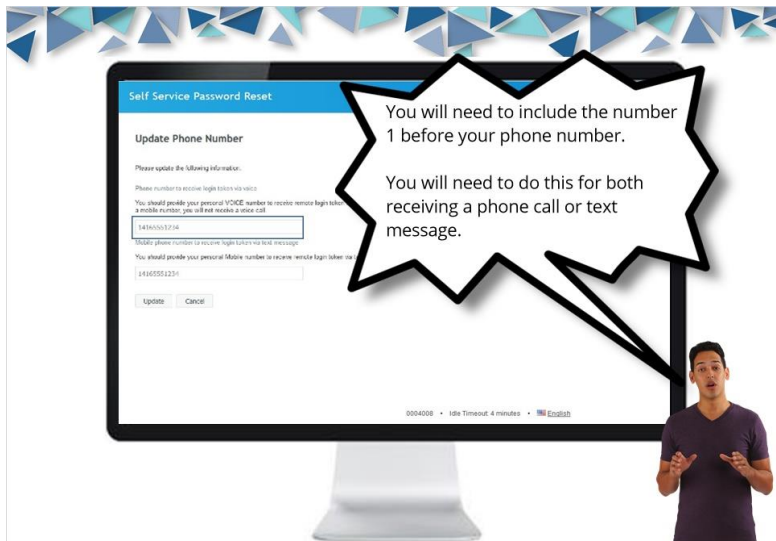 Self Service Password Reset
Update Phone Number
Please update the following information.
Phone number to receive login token via voice
You should provide your personal VOICE number to receive remote login token
a mobile number, you will not receive a voice call.
14165551234
Mobile phone number to receive login token via text message
You should provide your personal Mobile number to receive remote login token via
14165551234
Update Cancel
0004008 • Idle Timeout: 4 minutes • English
You will need to include the number
1 before your phone number.
You will need to do this for both
receiving a phone call or text
message.